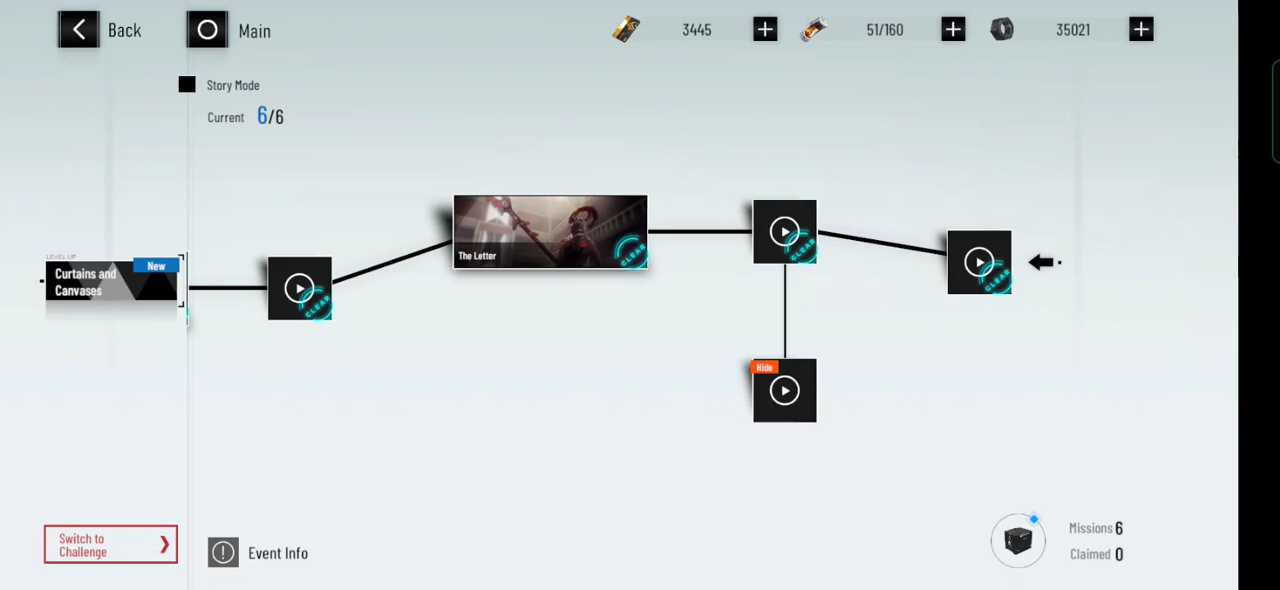 Back
Main
3445
51/160
35021
Story Mode
Current 6/6
LEVEL UP
New
Curtains and
Canvases
CLEAR
The Letter
CLEAR
CLEAR
CLEAR
Hide
Switch to
Challenge
Event Info
Missions 6
Claimed 0